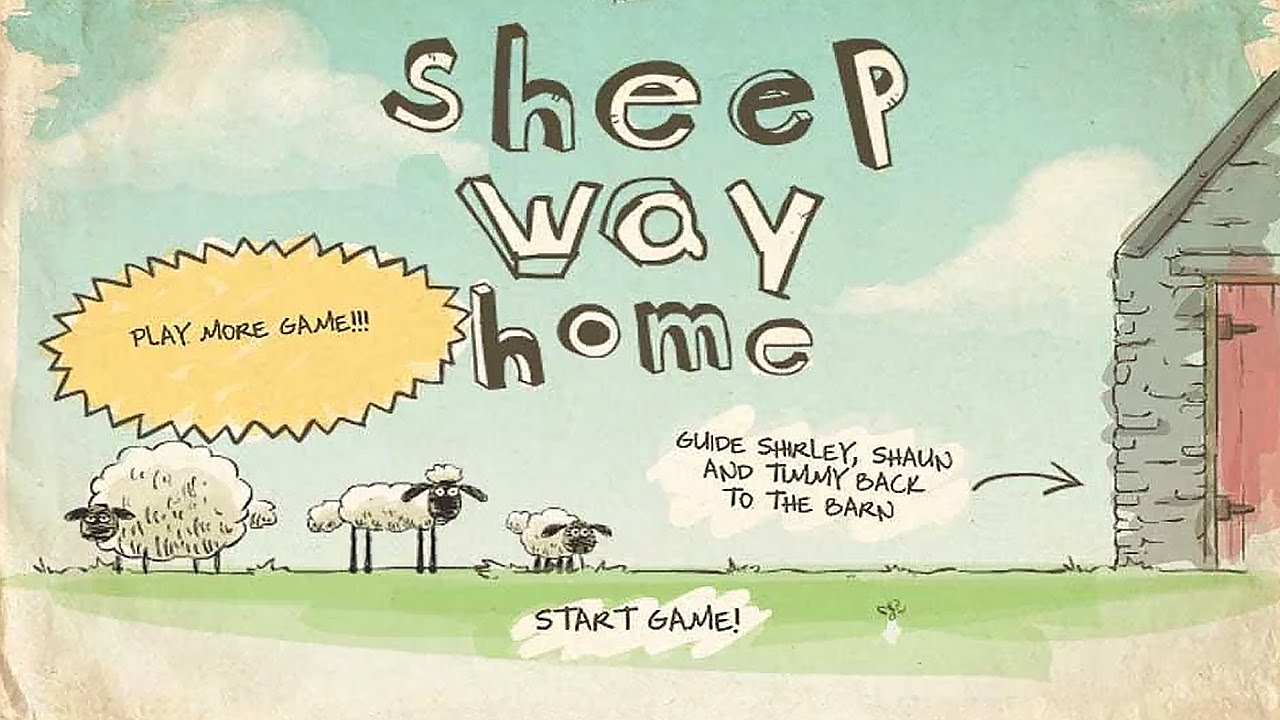 sheep
way
home
PLAY MORE GAME!!!
GUIDE SHIRLEY, SHAUN
AND TIMMY BACK
TO THE BARN
START GAME!